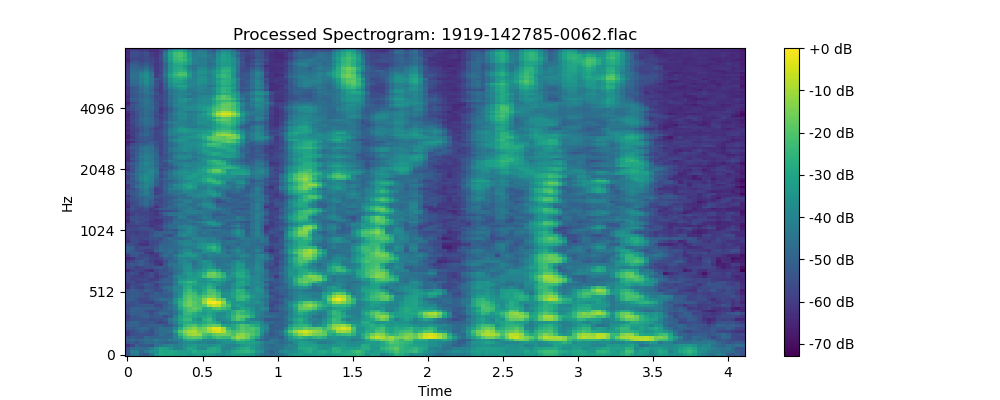 Processed Spectrogram: 1919-142785-0062.flac
Hz
4096
2048
1024
512
0
0 0.5 1 1.5 2 2.5 3 3.5 4
Time
+0 dB
-10 dB
-20 dB
-30 dB
-40 dB
-50 dB
-60 dB
-70 dB